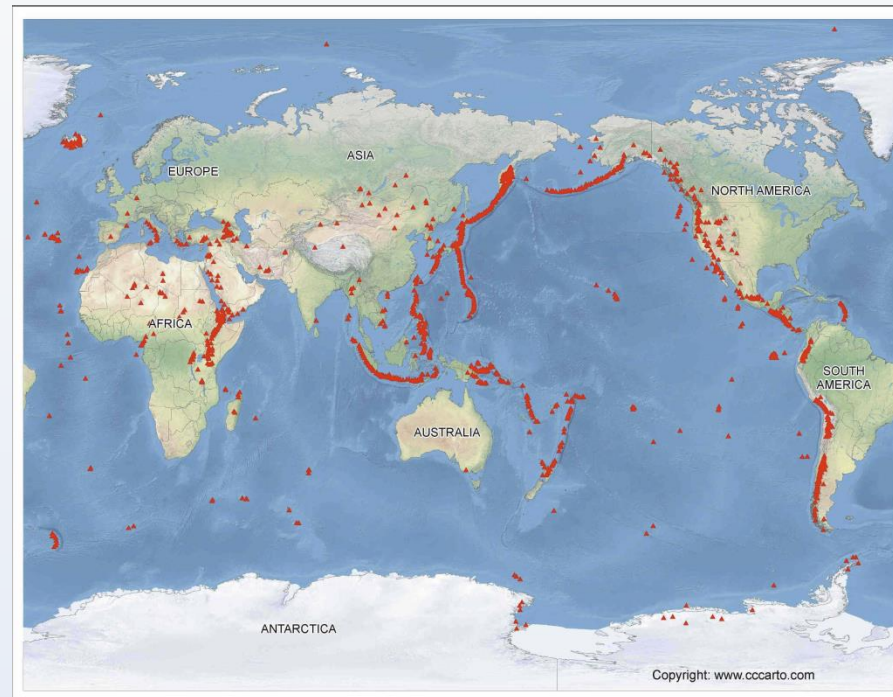 ASIA
EUROPE
NORTH AMERICA
AFRICA
SOUTH
AMERICA
AUSTRALIA
ANTARCTICA
Copyright: www.cccarto.com